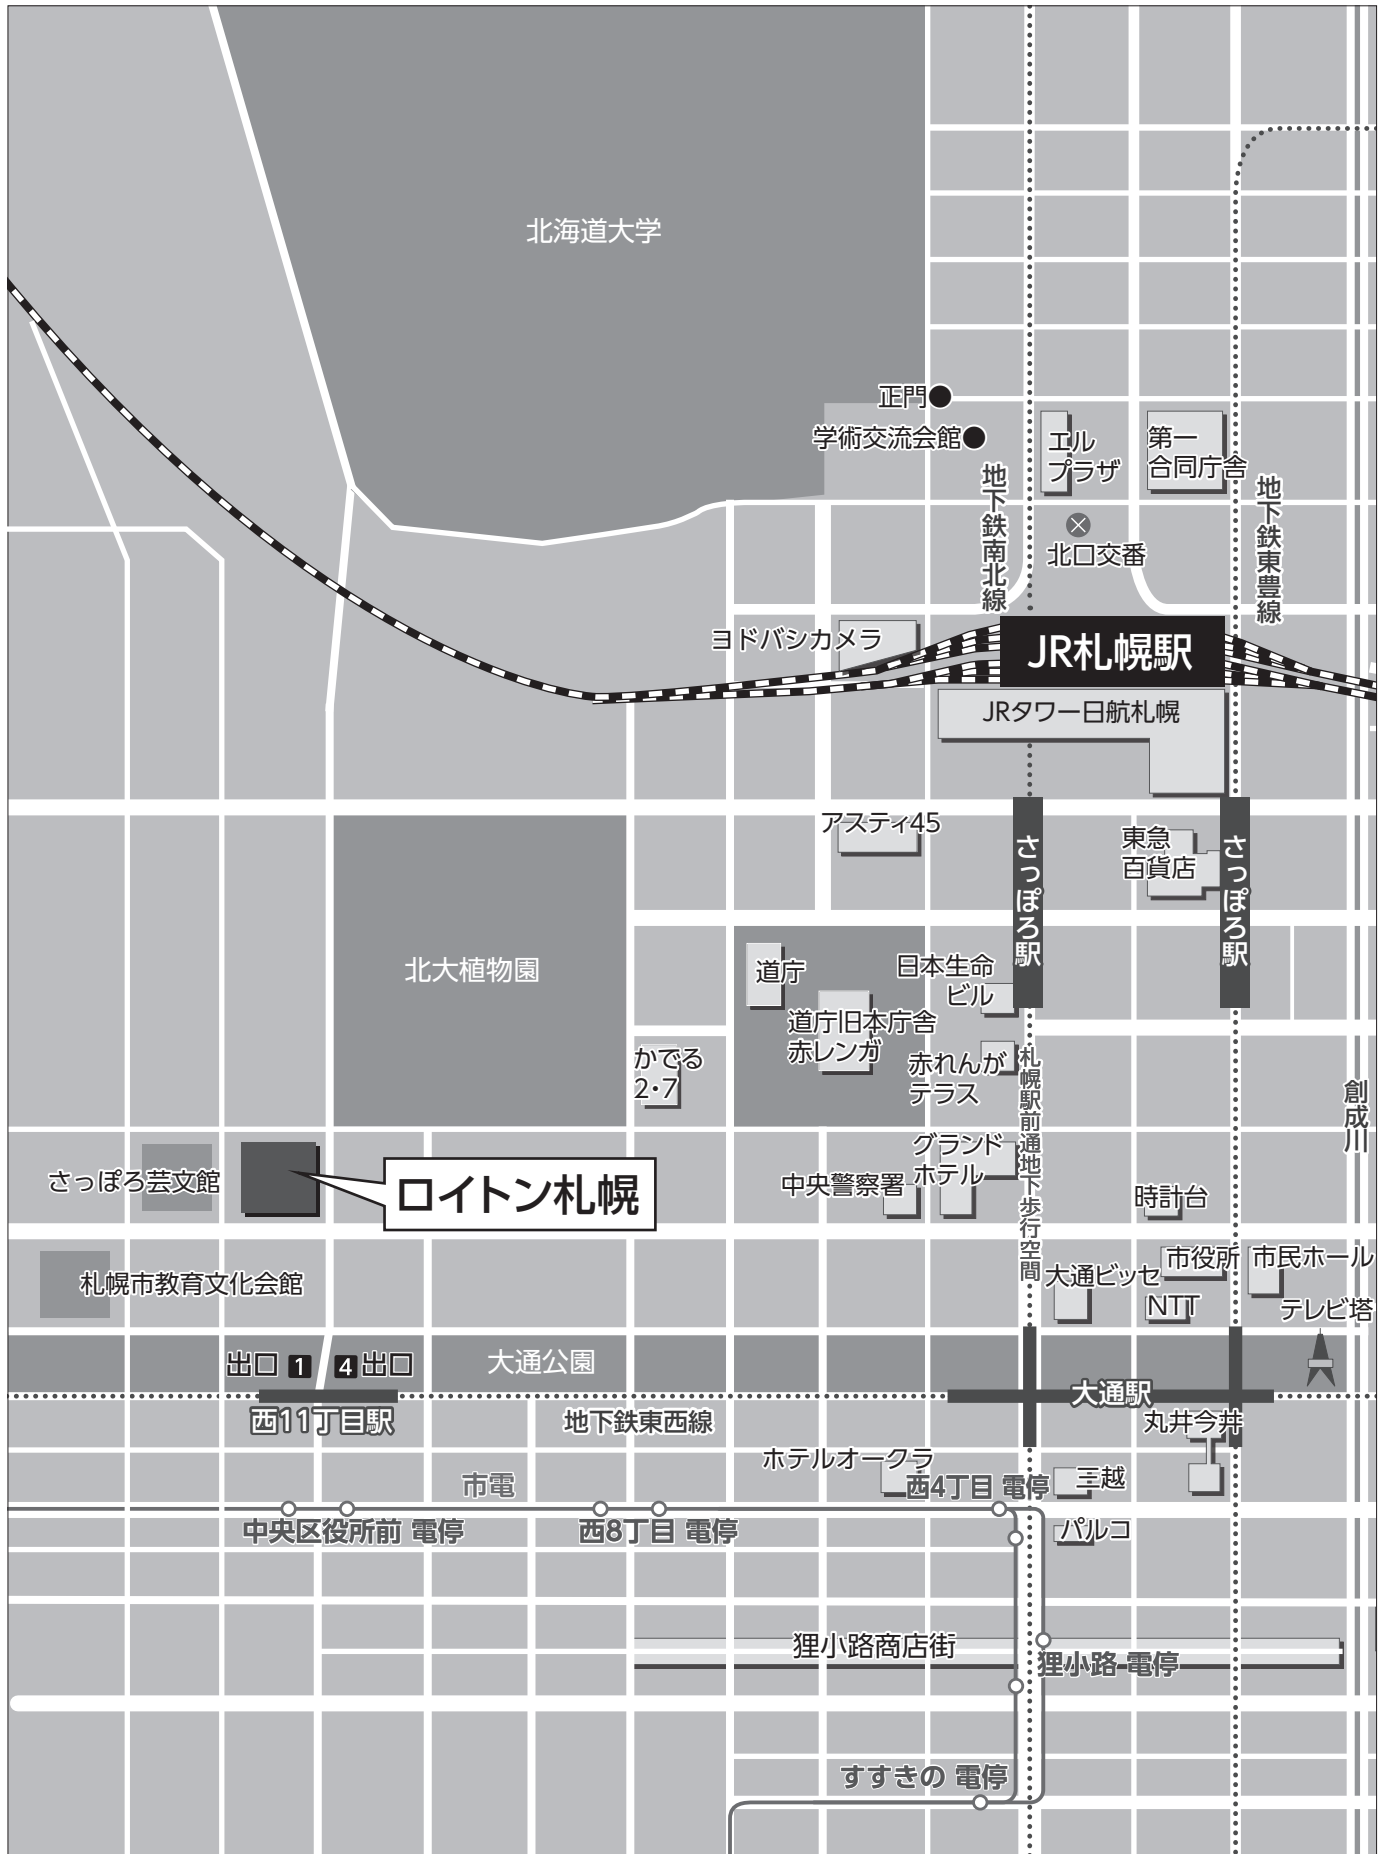 北海道大学
正門
学術交流会館
エル
プラザ
第一
合同庁舎
地下鉄南北線
地下鉄東豊線
北口交番
ヨドバシカメラ
JR札幌駅
JRタワー日航札幌
アスティ45
さっぽろ駅
東急
百貨店
さっぽろ駅
北大植物園
道庁
日本生命
ビル
道庁旧本庁舎
赤レンガ
かでる
2・7
赤れんが
テラス
札幌駅前通地下歩行空間
創成川
さっぽろ芸文館
ロイトン札幌
グランド
ホテル
中央警察署
時計台
札幌市教育文化会館
大通ビッセ
市役所
市民ホール
NTT
テレビ塔
出口 1
4 出口
大通公園
大通駅
西11丁目駅
地下鉄東西線
丸井今井
ホテルオークラ
市電
西4丁目 電停
三越
中央区役所前 電停
西8丁目 電停
パルコ
狸小路商店街
狸小路 電停
すすきの 電停